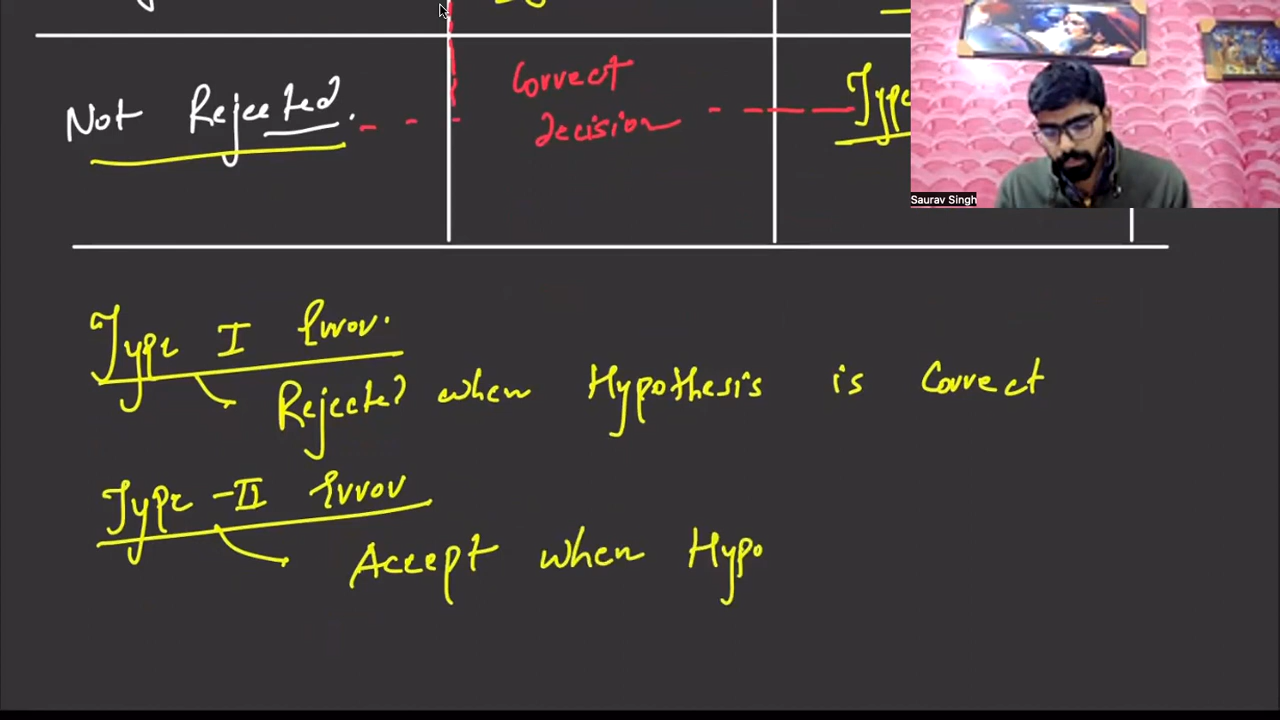 Not Rejected.
Correct
decision
Type
Saurav Singh
Type I Error.
Rejected when Hypothesis is Correct
Type -II Error
Accept when Hypo